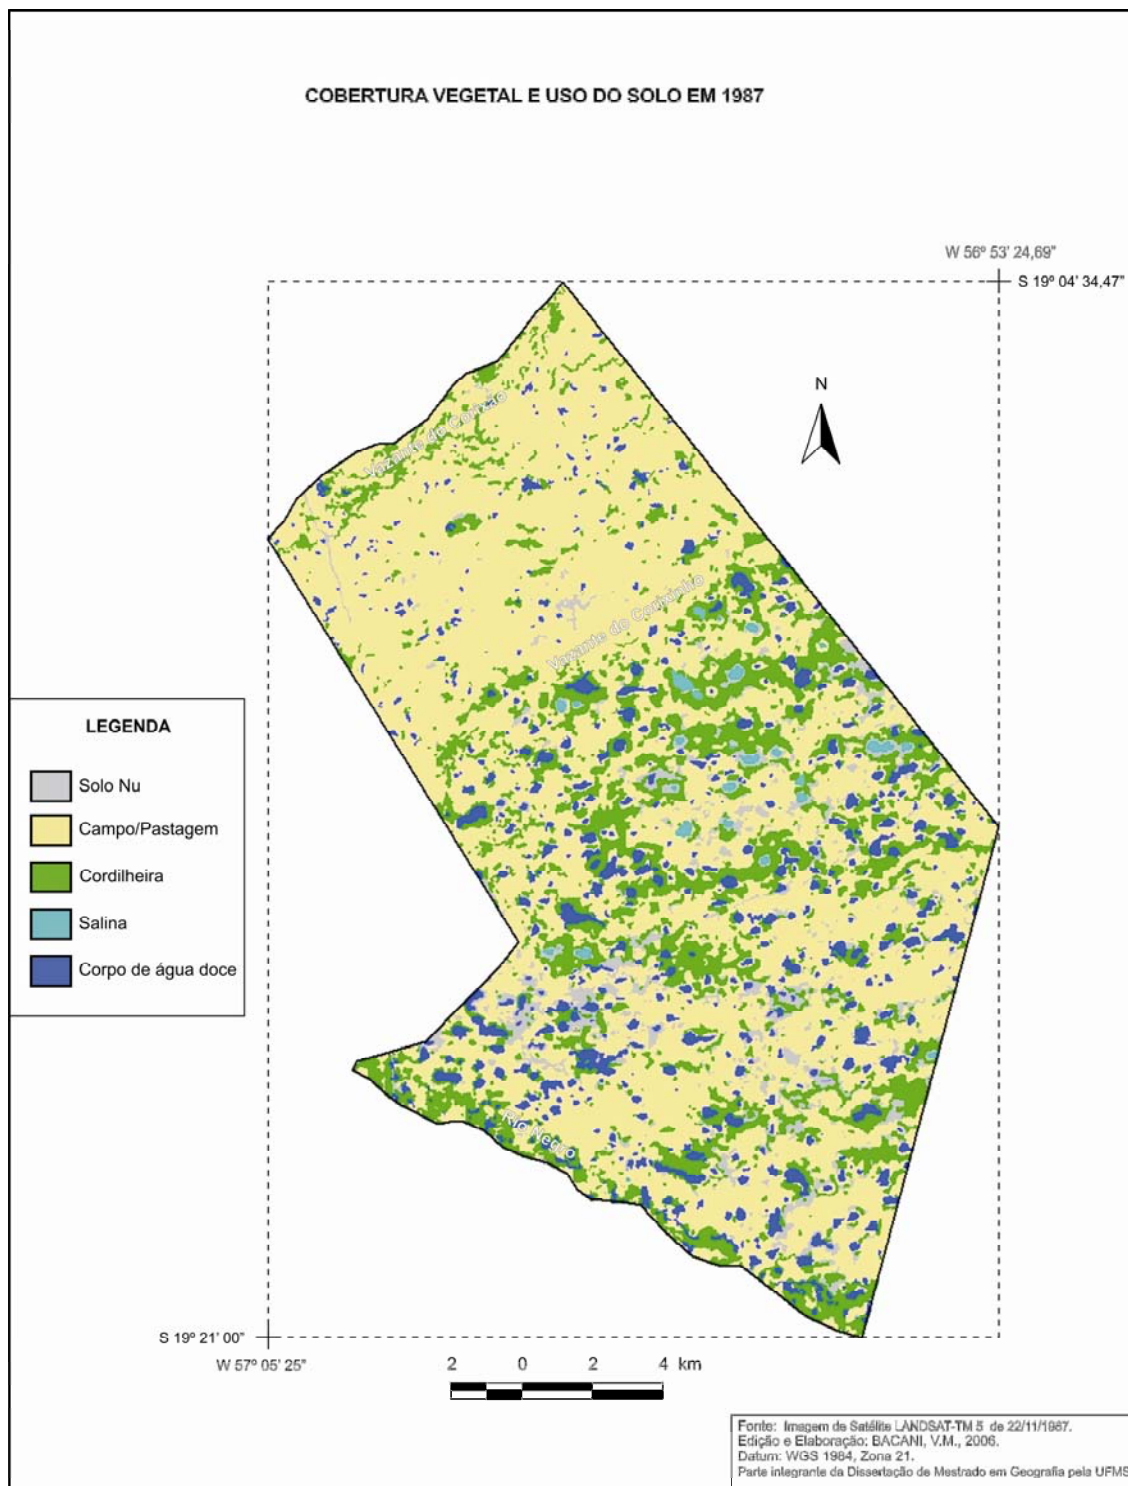 COBERTURA VEGETAL E USO DO SOLO EM 1987
W 56º 53' 24,69"
S 19º 04' 34,47"
N
Vazante do Corixão
Vazante do Corixinho
LEGENDA
Solo Nu
Campo/Pastagem
Cordilheira
Salina
Corpo de água doce
Rio Negro
S 19º 21' 00"
W 57º 05' 25"
2 0 2 4 km
Fonte: Imagem de Satélite LANDSAT-TM 5 de 22/11/1987.
Edição e Elaboração: BACANI, V.M., 2006.
Datum: WGS 1984, Zona 21.
Parte integrante da Dissertação de Mestrado em Geografia pela UFMS